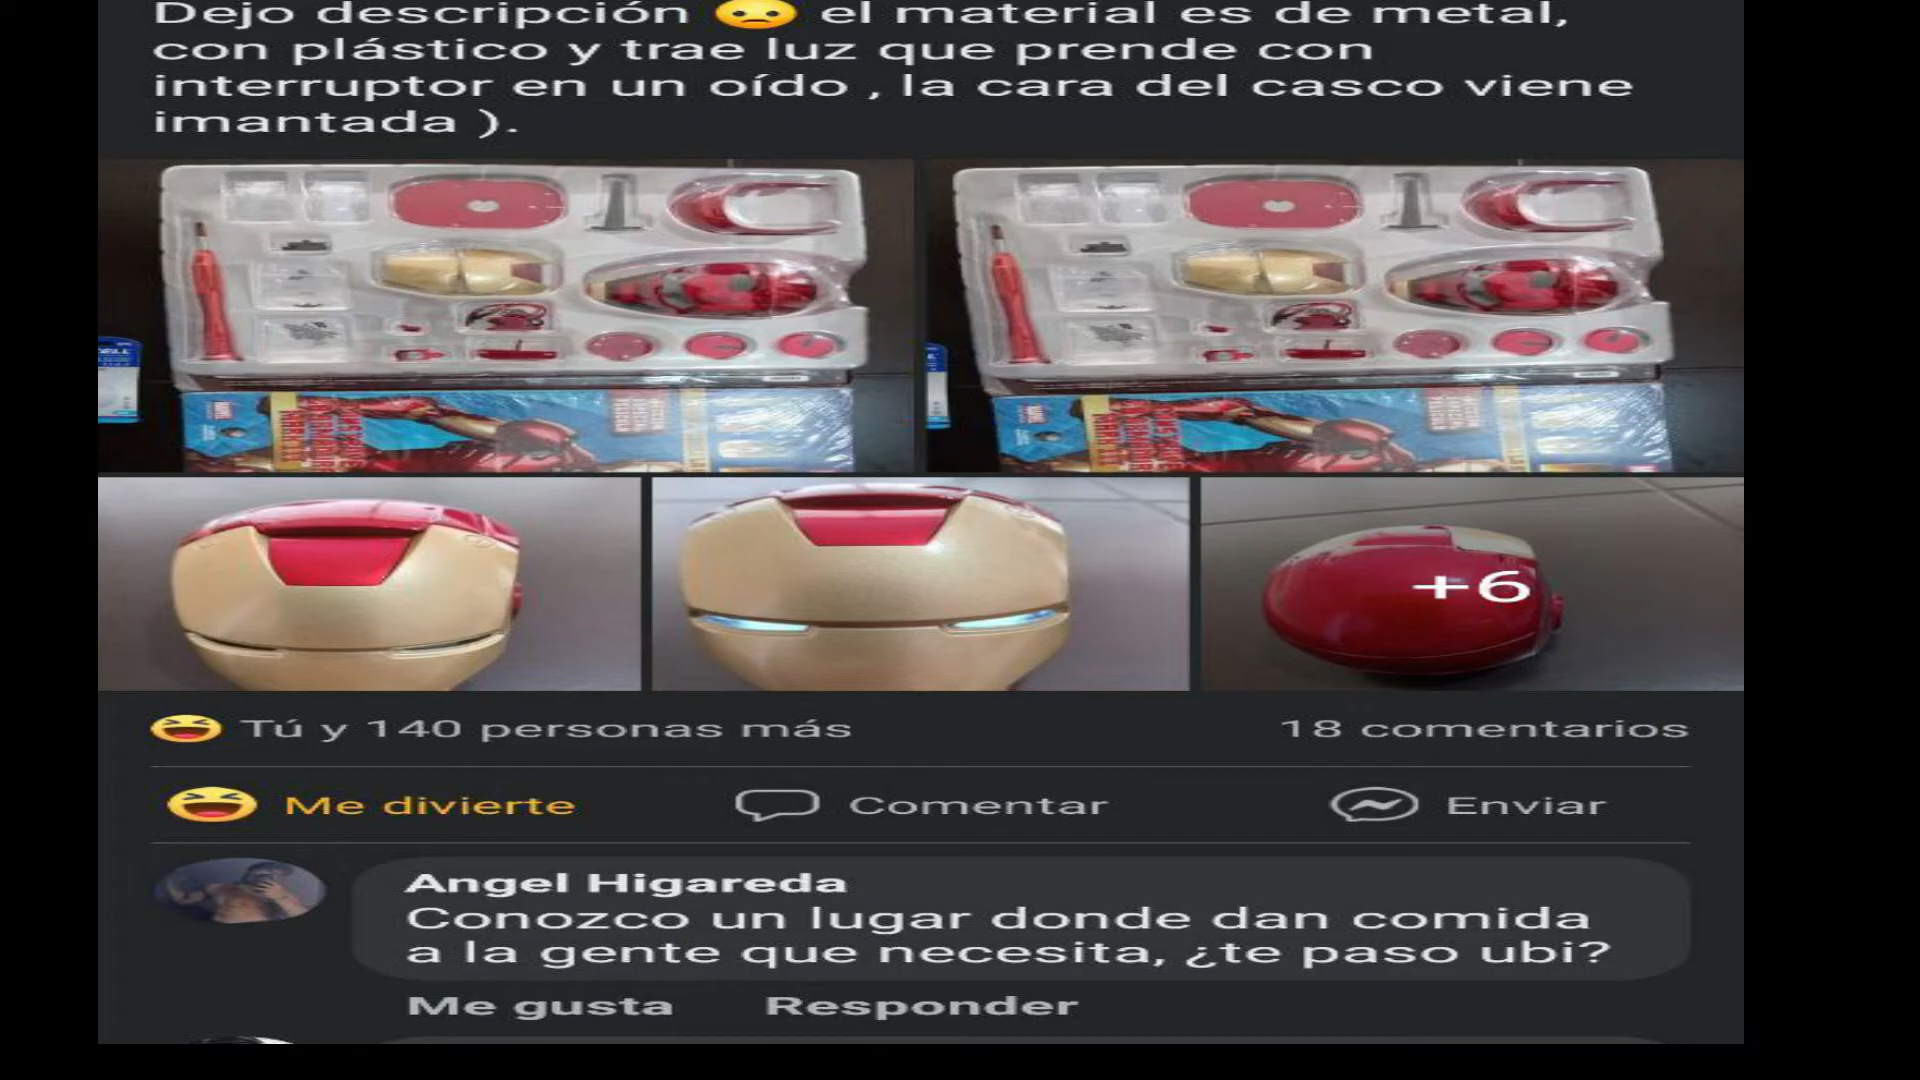 Dejo descripción 🙁 el material es de metal,
con plástico y trae luz que prende con
interruptor en un oído , la cara del casco viene
imantada ).
+6
Tú y 140 personas más
18 comentarios
Me divierte
Comentar
Enviar
Angel Higareda
Conozco un lugar donde dan comida
a la gente que necesita, ¿te paso ubi?
Me gusta
Responder